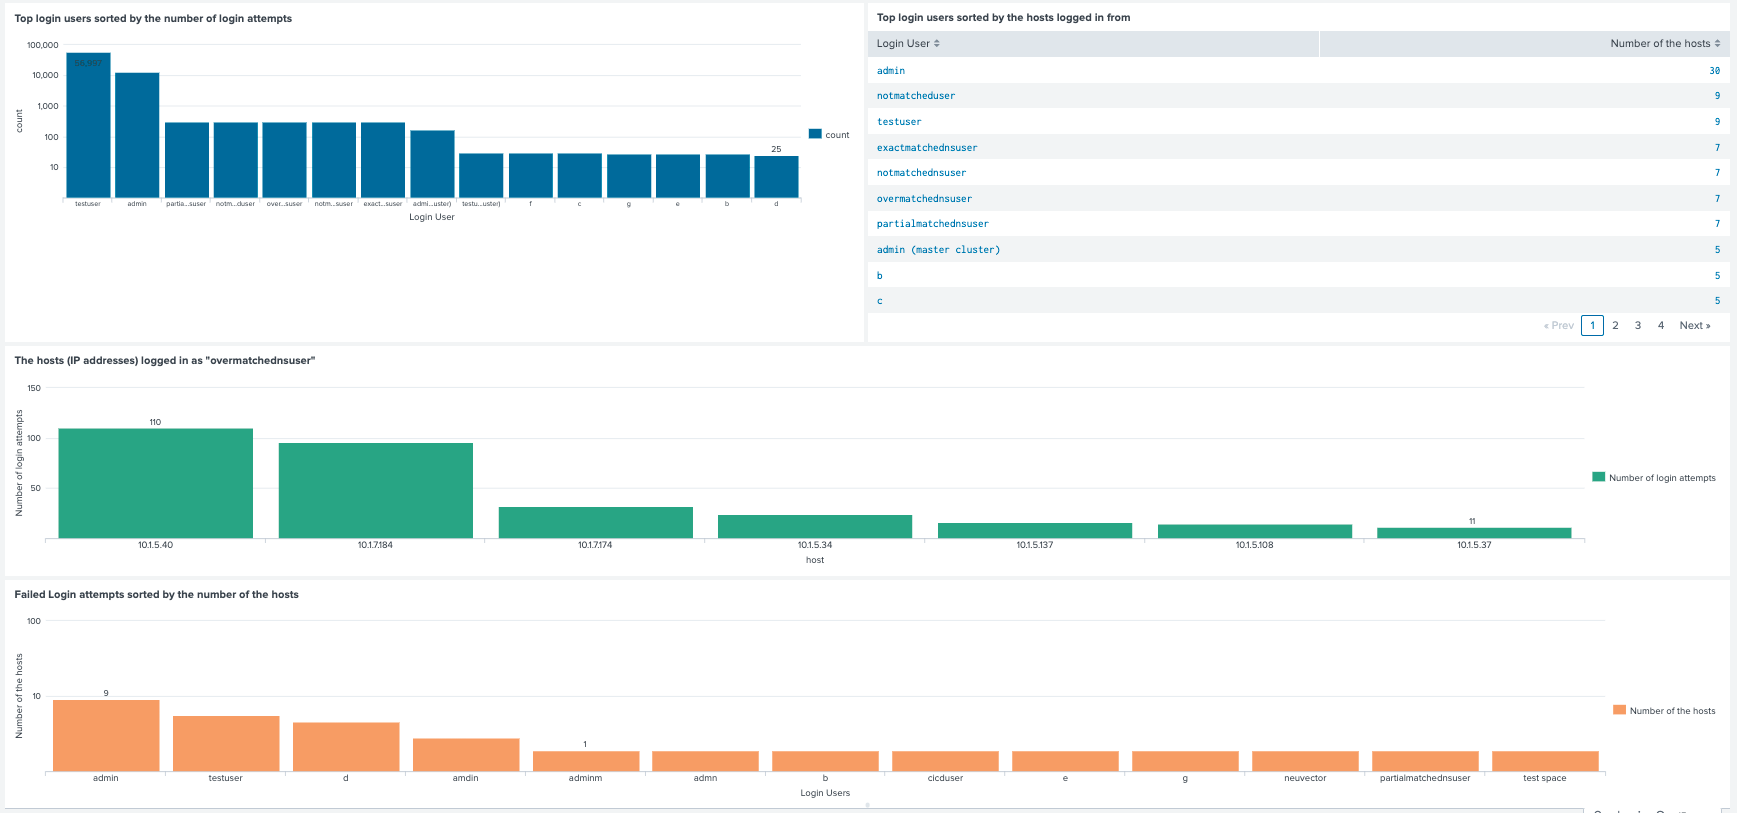 Top login users sorted by the number of login attempts
100,000
10,000
1,000
100
10
count
25
testuser admin partia...suser notm...duser over...suser notm...suser exact...suser admi...uster) testu...uster) f c g e b d
Login User
count
Top login users sorted by the hosts logged in from
Login User Number of the hosts
admin 30
notmatcheduser 9
testuser 9
exactmatchednsuser 7
notmatchednsuser 7
overmatchednsuser 7
partialmatchednsuser 7
admin (master cluster) 5
b 5
c 5
« Prev 1 2 3 4 Next »
The hosts (IP addresses) logged in as "overmatchednsuser"
150
100
50
Number of login attempts
110
11
10.1.5.40 10.1.7.184 10.1.7.174 10.1.5.34 10.1.5.137 10.1.5.108 10.1.5.37
host
Number of login attempts
Failed Login attempts sorted by the number of the hosts
100
10
Number of the hosts
9
1
admin testuser d amdin adminm admn b cicduser e g neuvector partialmatchednsuser test space
Login Users
Number of the hosts